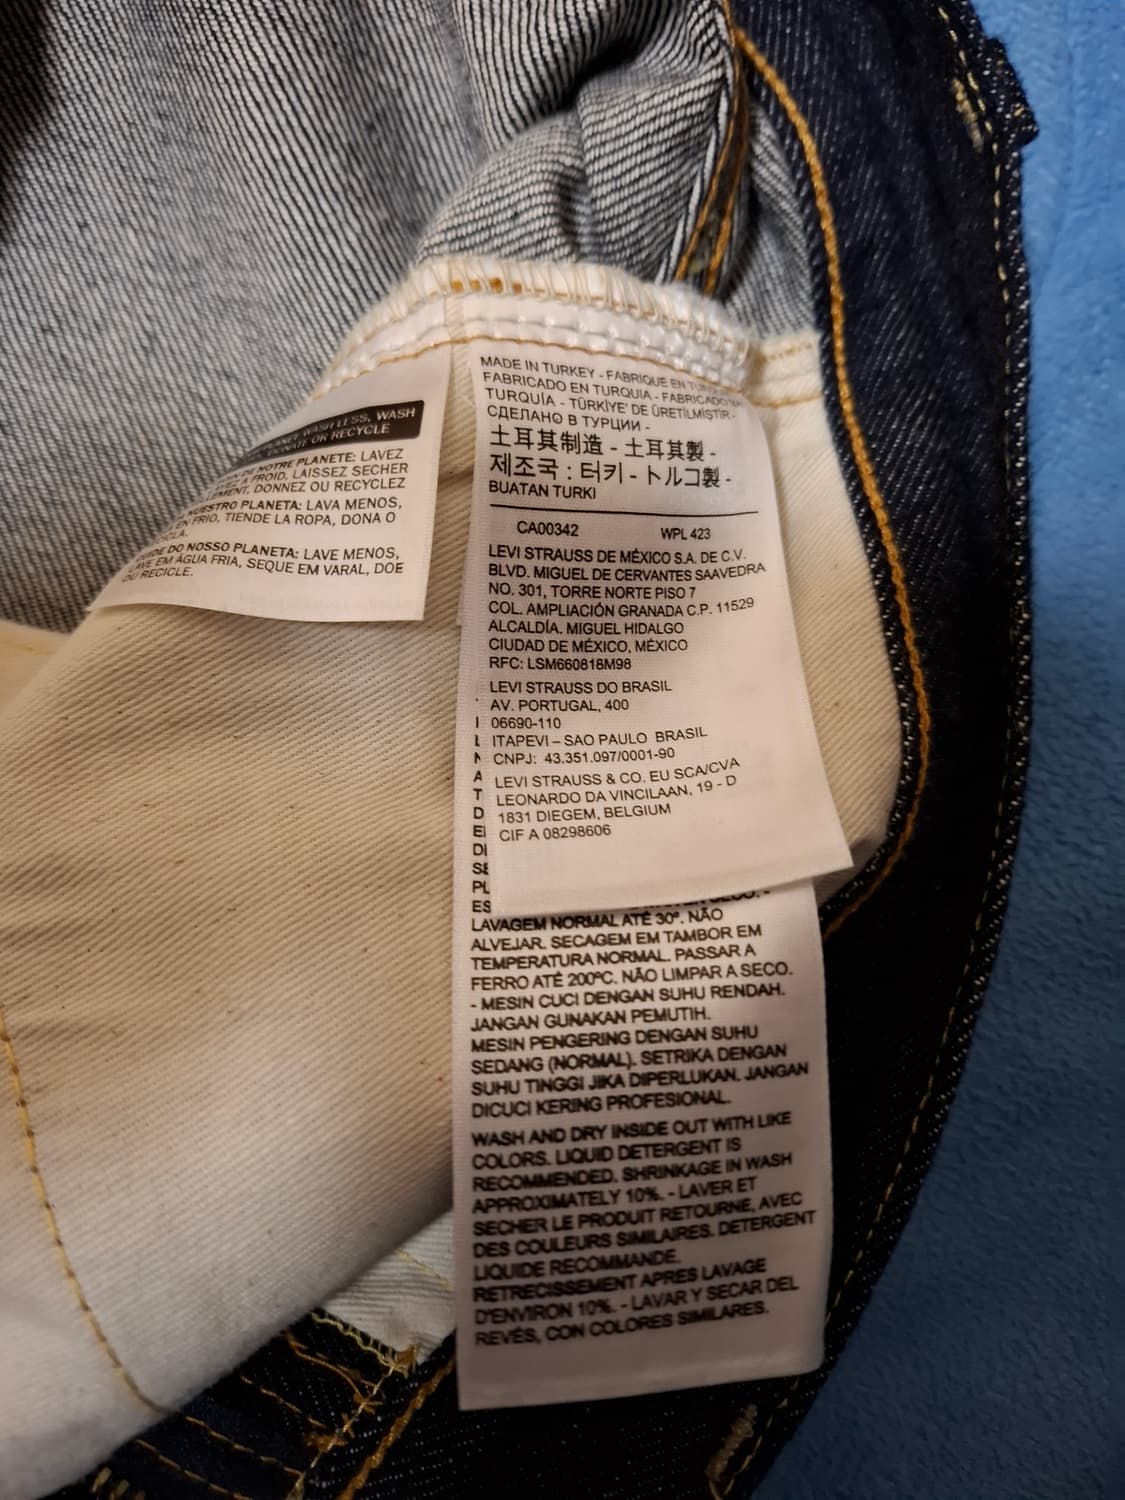 WASH LESS, WASH
DONATE OR RECYCLE
DE NOTRE PLANETE: LAVEZ
A FROID, LAISSEZ SECHER
DONNEZ OU RECYCLEZ
NUESTRO PLANETA: LAVA MENOS,
EN FRIO, TIENDE LA ROPA, DONA O
DO NOSSO PLANETA: LAVE MENOS,
EM ÁGUA FRIA, SEQUE EM VARAL, DOE
OU RECICLE.
MADE IN TURKEY - FABRIQUE EN
FABRICADO EN TURQUIA - FABRICADO
TURQUÍA - TÜRKİYE' DE ÜRETİLMİŞTİR -
СДЕЛАНО В ТУРЦИИ -
土耳其制造 - 土耳其製 -
제조국 : 터키 - トルコ製 -
BUATAN TURKI
CA00342 WPL 423
LEVI STRAUSS DE MÉXICO S.A. DE C.V.
BLVD. MIGUEL DE CERVANTES SAAVEDRA
NO. 301, TORRE NORTE PISO 7
COL. AMPLIACIÓN GRANADA C.P. 11529
ALCALDÍA. MIGUEL HIDALGO
CIUDAD DE MÉXICO, MÉXICO
RFC: LSM660818M98
LEVI STRAUSS DO BRASIL
AV. PORTUGAL, 400
06690-110
ITAPEVI – SAO PAULO BRASIL
CNPJ: 43.351.097/0001-90
LEVI STRAUSS & CO. EU SCA/CVA
LEONARDO DA VINCILAAN, 19 - D
1831 DIEGEM, BELGIUM
CIF A 08298606
LAVAGEM NORMAL ATÉ 30º. NÃO
ALVEJAR. SECAGEM EM TAMBOR EM
TEMPERATURA NORMAL. PASSAR A
FERRO ATÉ 200ºC. NÃO LIMPAR A SECO.
- MESIN CUCI DENGAN SUHU RENDAH.
JANGAN GUNAKAN PEMUTIH.
MESIN PENGERING DENGAN SUHU
SEDANG (NORMAL). SETRIKA DENGAN
SUHU TINGGI JIKA DIPERLUKAN. JANGAN
DICUCI KERING PROFESIONAL.
WASH AND DRY INSIDE OUT WITH LIKE
COLORS. LIQUID DETERGENT IS
RECOMMENDED. SHRINKAGE IN WASH
APPROXIMATELY 10%. - LAVER ET
SECHER LE PRODUIT RETOURNE, AVEC
DES COULEURS SIMILAIRES. DETERGENT
LIQUIDE RECOMMANDE.
RETRECISSEMENT APRES LAVAGE
D'ENVIRON 10%. - LAVAR Y SECAR DEL
REVÉS, CON COLORES SIMILARES.